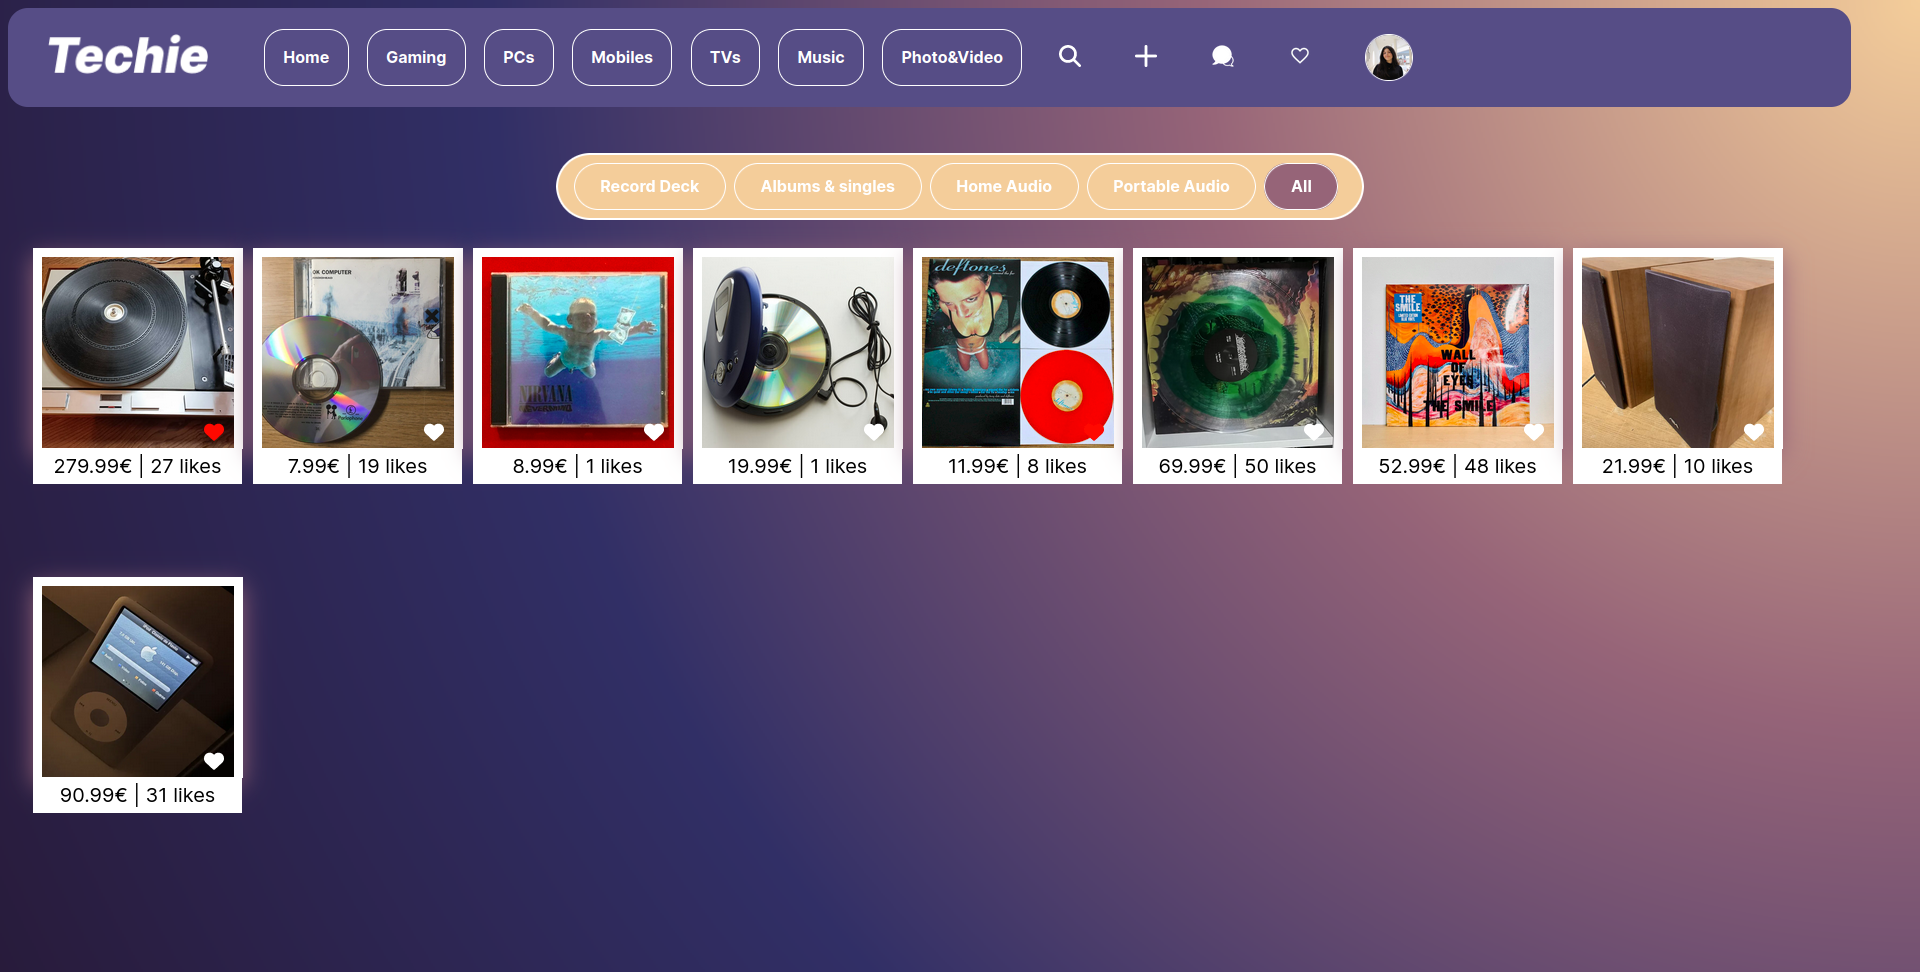 Techie
Home
Gaming
PCs
Mobiles
TVs
Music
Photo&Video
Record Deck
Albums & singles
Home Audio
Portable Audio
All
OK COMPUTER
NIRVANA
NEVERMIND
deftones
THE
SMILE
WALL
OF
EYES
THE SMILE
279.99€ | 27 likes
7.99€ | 19 likes
8.99€ | 1 likes
19.99€ | 1 likes
11.99€ | 8 likes
69.99€ | 50 likes
52.99€ | 48 likes
21.99€ | 10 likes
90.99€ | 31 likes